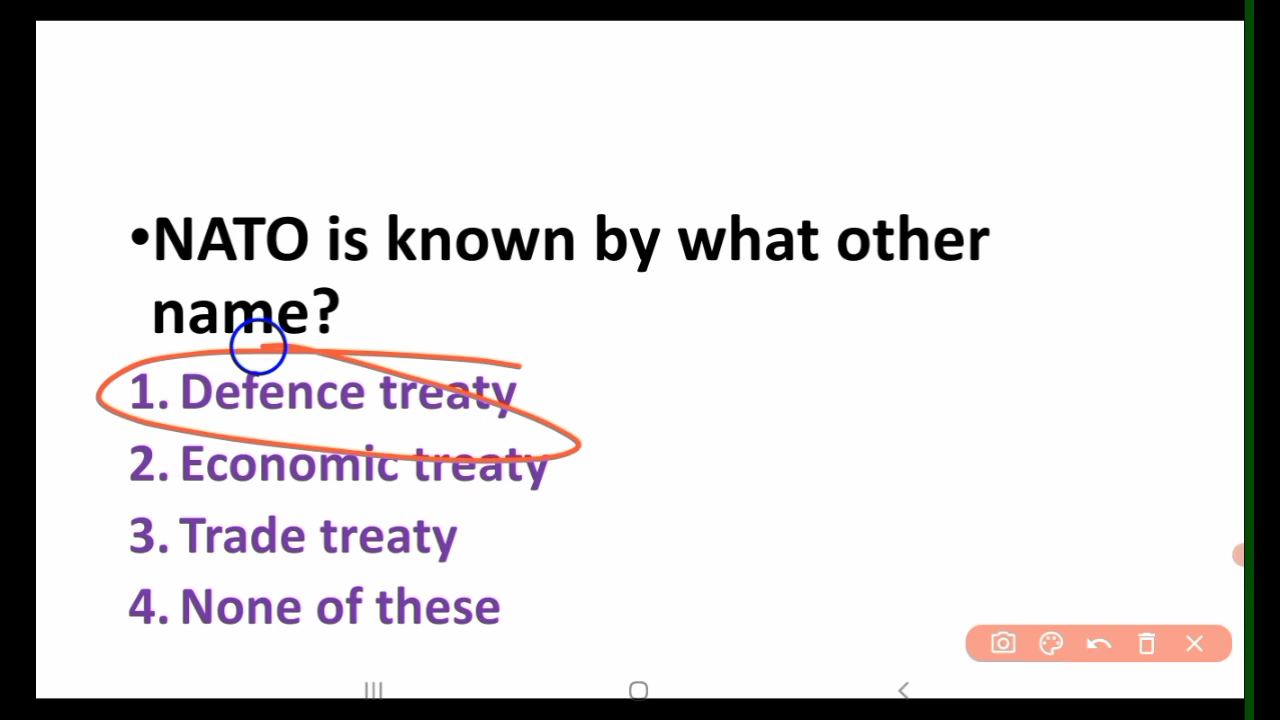 •NATO is known by what other
name?
1. Defence treaty
2. Economic treaty
3. Trade treaty
4. None of these